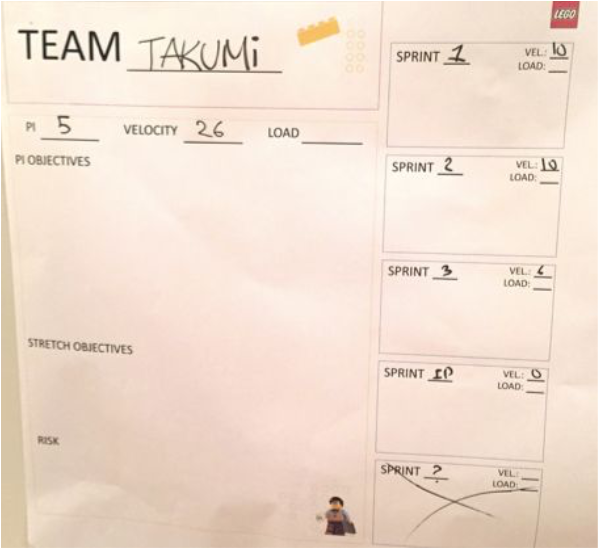 LEGO
TEAM TAKUMi
PI 5 VELOCITY 26 LOAD
PI OBJECTIVES
STRETCH OBJECTIVES
RISK
SPRINT 1 VEL.: 10
LOAD:
SPRINT 2 VEL.: 10
LOAD:
SPRINT 3 VEL.: 6
LOAD:
SPRINT IP VEL.: 0
LOAD:
SPRINT ? VEL.:
LOAD: